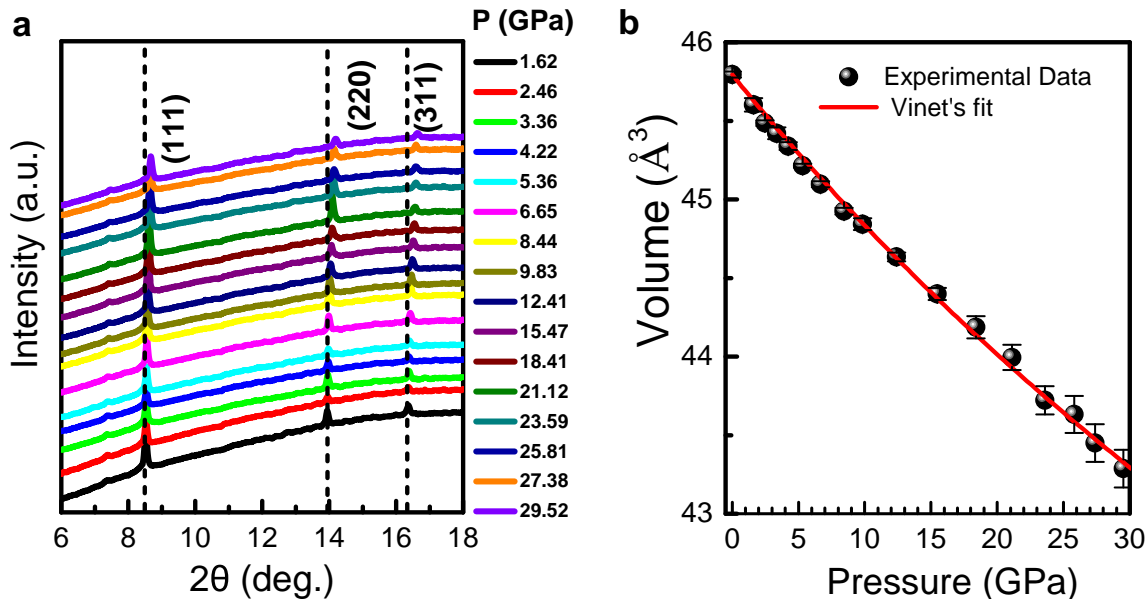 a
P (GPa)
1.62
2.46
3.36
4.22
5.36
6.65
8.44
9.83
12.41
15.47
18.41
21.12
23.59
25.81
27.38
29.52
(111)
(220)
(311)
Intensity (a.u.)
6 8 10 12 14 16 18
2θ (deg.)
b
Experimental Data
Vinet's fit
46
45
44
43
Volume (Å³)
0 5 10 15 20 25 30
Pressure (GPa)